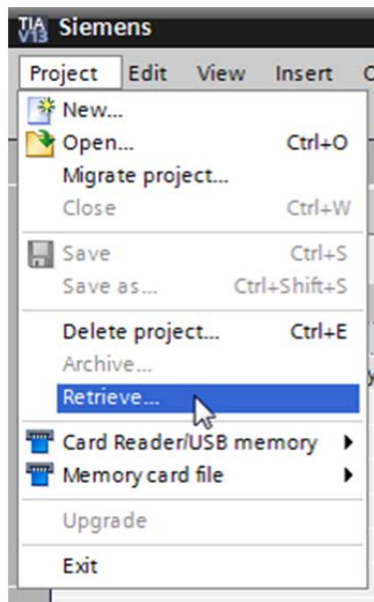 TIA V13 Siemens
Project Edit View Insert
New...
Open... Ctrl+O
Migrate project...
Close Ctrl+W
Save Ctrl+S
Save as... Ctrl+Shift+S
Delete project... Ctrl+E
Archive...
Retrieve...
Card Reader/USB memory
Memory card file
Upgrade
Exit